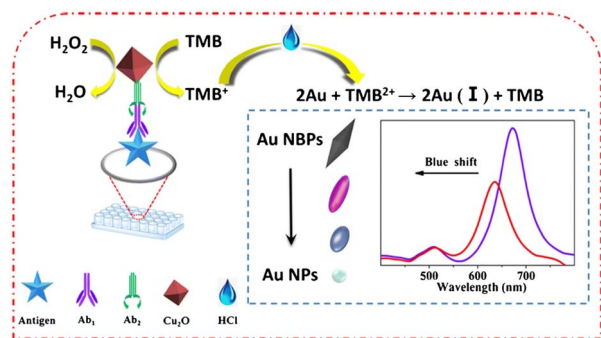 H₂O₂
TMB
H₂O
TMB⁺
2Au + TMB²⁺ → 2Au ( I ) + TMB
Au NBPs
Au NPs
Blue shift
500 600 700
Wavelength (nm)
Antigen Ab₁ Ab₂ Cu₂O HCl